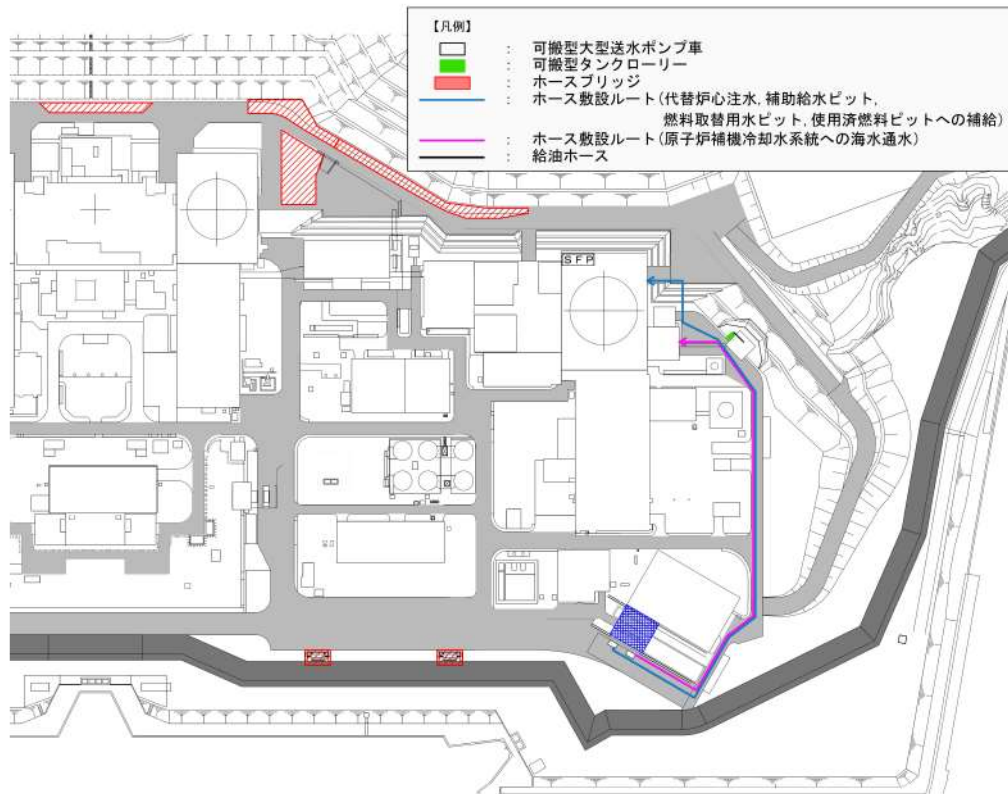 【凡例】
： 可搬型大型送水ポンプ車
： 可搬型タンクローリー
： ホースブリッジ
： ホース敷設ルート(代替炉心注水，補助給水ピット，
燃料取替用水ピット，使用済燃料ピットへの補給)
： ホース敷設ルート(原子炉補機冷却水系統への海水通水)
： 給油ホース
SFP